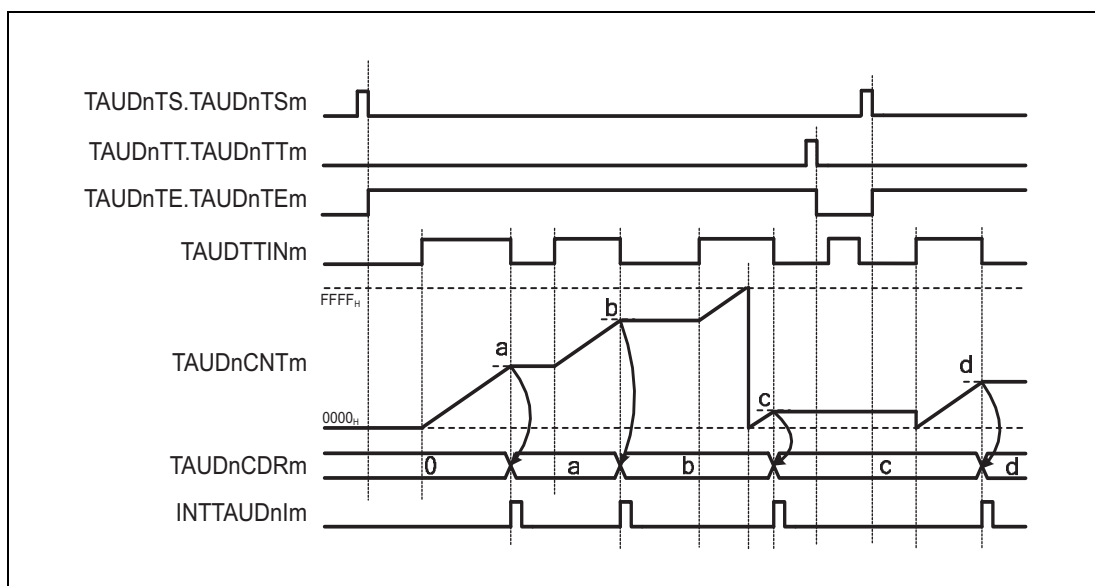 TAUDnTS.TAUDnTSm
TAUDnTT.TAUDnTTm
TAUDnTE.TAUDnTEm
TAUDTTINm
FFFFH
b
a
d
TAUDnCNTm
c
0000H
TAUDnCDRm 0 a b c d
INTTAUDnIm